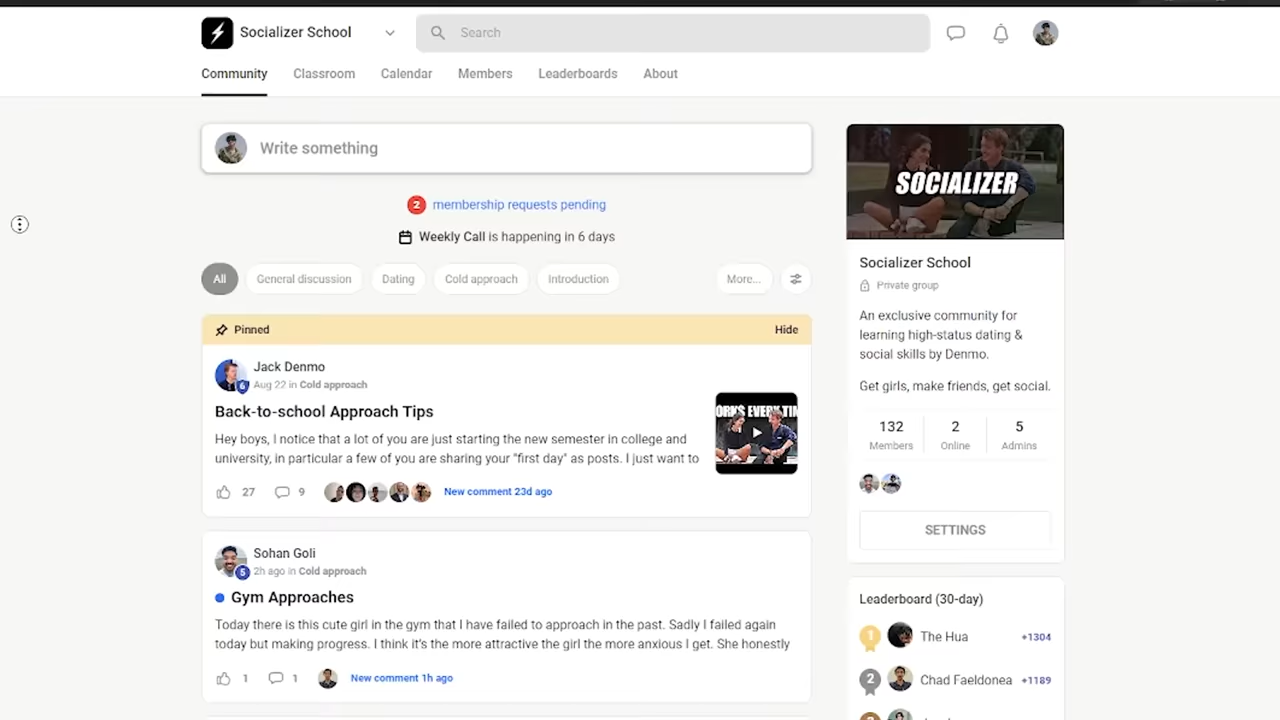 Socializer School
Search
Community
Classroom
Calendar
Members
Leaderboards
About
Write something
2 membership requests pending
Weekly Call is happening in 6 days
All
General discussion
Dating
Cold approach
Introduction
More...
Pinned
Hide
Jack Denmo
6
Aug 22 in Cold approach
Back-to-school Approach Tips
Hey boys, I notice that a lot of you are just starting the new semester in college and
university, in particular a few of you are sharing your "first day" as posts. I just want to
27
9
New comment 23d ago
Sohan Goli
5
2h ago in Cold approach
Gym Approaches
Today there is this cute girl in the gym that I have failed to approach in the past. Sadly I failed again
today but making progress. I think it's the more attractive the girl the more anxious I get. She honestly
1
1
New comment 1h ago
SOCIALIZER
Socializer School
Private group
An exclusive community for
learning high-status dating &
social skills by Denmo.
Get girls, make friends, get social.
132
Members
2
Online
5
Admins
SETTINGS
Leaderboard (30-day)
1
The Hua
+1304
2
Chad Faeldonea
+1189